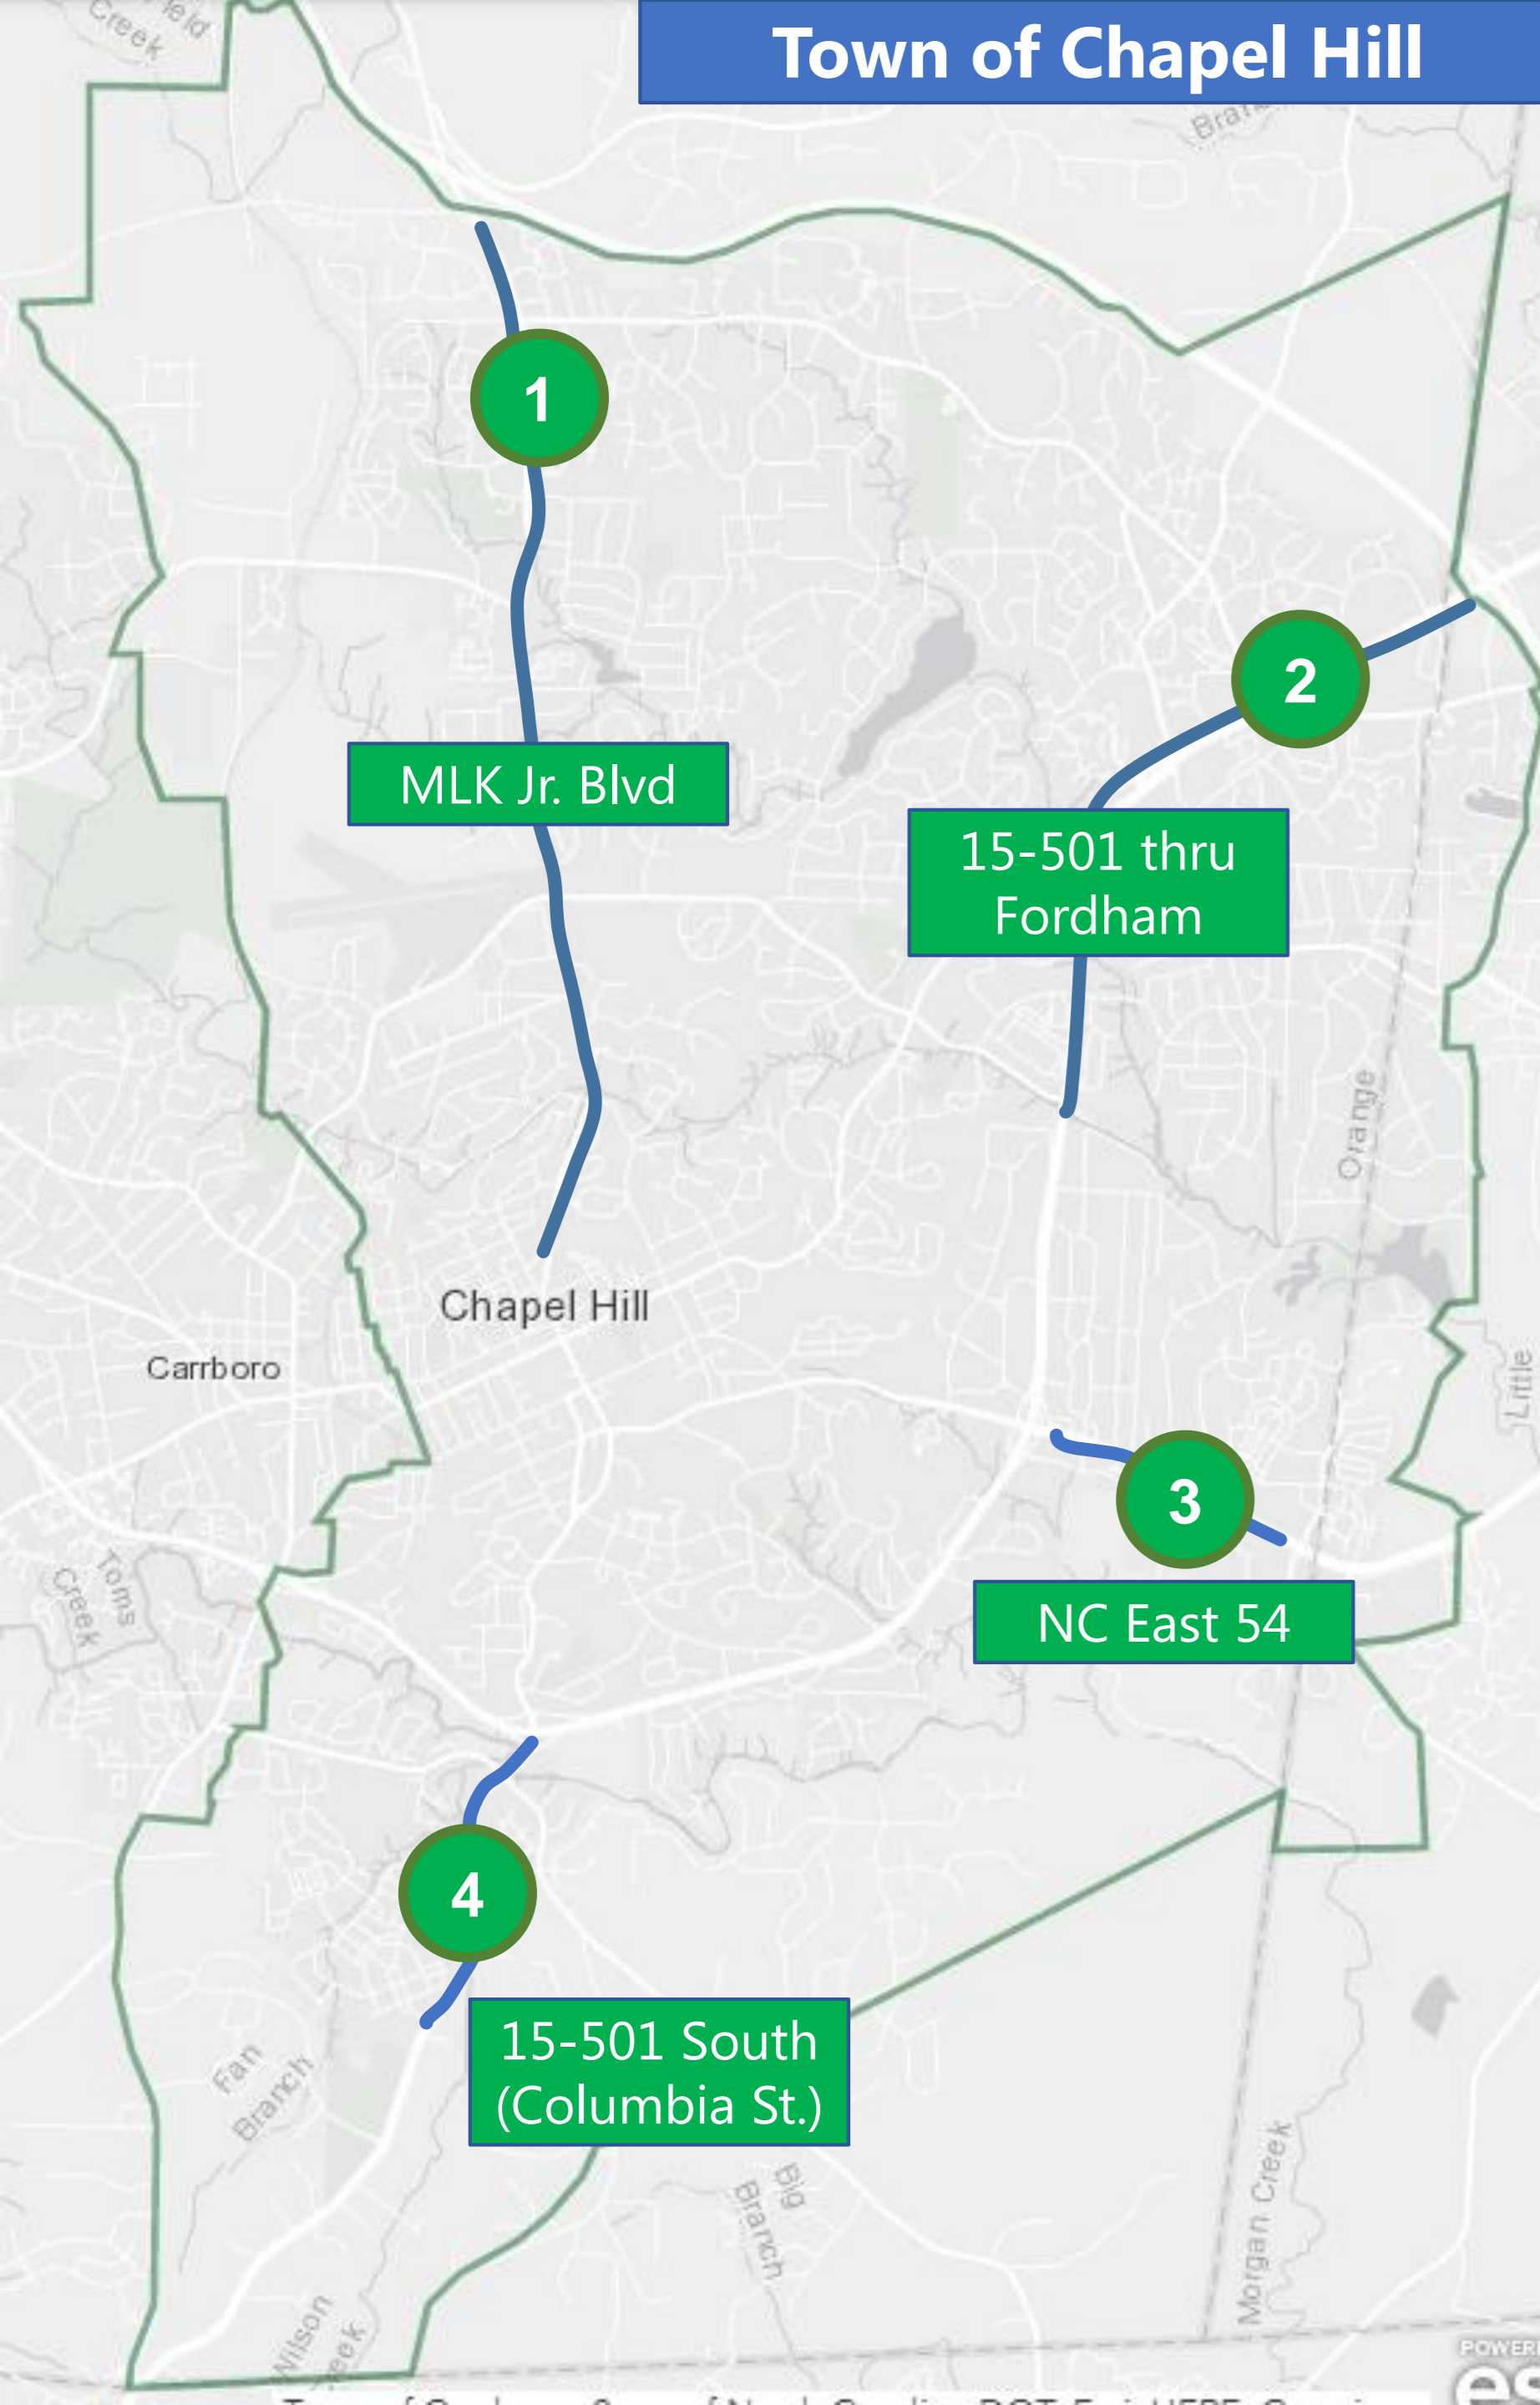 Town of Chapel Hill
Creek
1
2
MLK Jr. Blvd
15-501 thru
Fordham
Orange
Chapel Hill
Carrboro
Little
3
Toms
Creek
NC East 54
4
15-501 South
(Columbia St.)
Fan
Branch
Big
Branch
Morgan Creek
Wilson